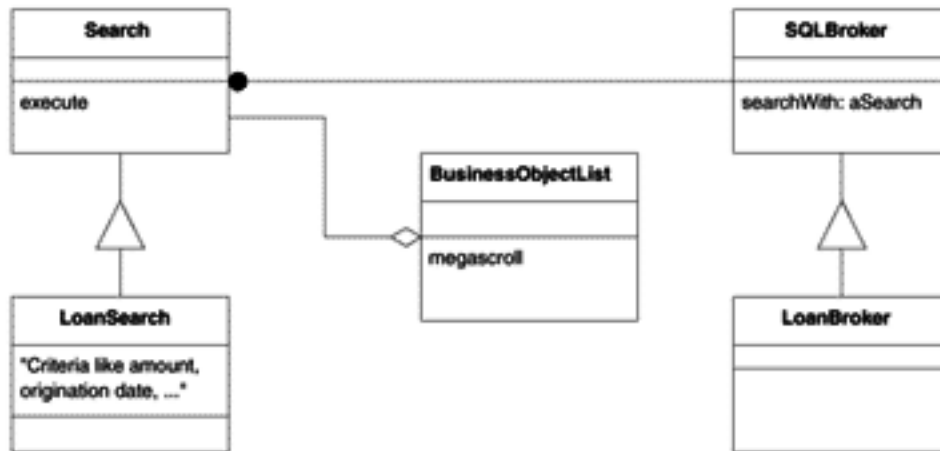 Search
SQLBroker
execute
searchWith: aSearch
BusinessObjectList
megascroll
LoanSearch
LoanBroker
"Criteria like amount,
origination date, ..."